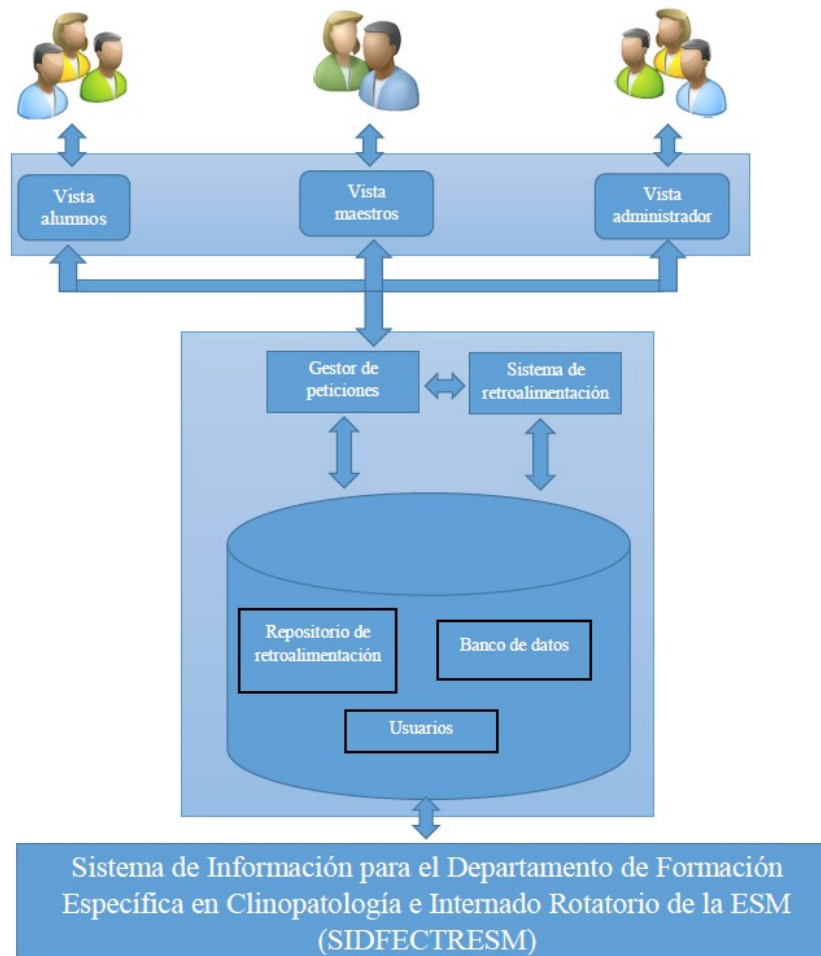 Vista
alumnos
Vista
maestros
Vista
administrador
Gestor de
peticiones
Sistema de
retroalimentación
Repositorio de
retroalimentación
Banco de datos
Usuarios
Sistema de Información para el Departamento de Formación
Específica en Clinopatología e Internado Rotatorio de la ESM
(SIDFECTRESM)